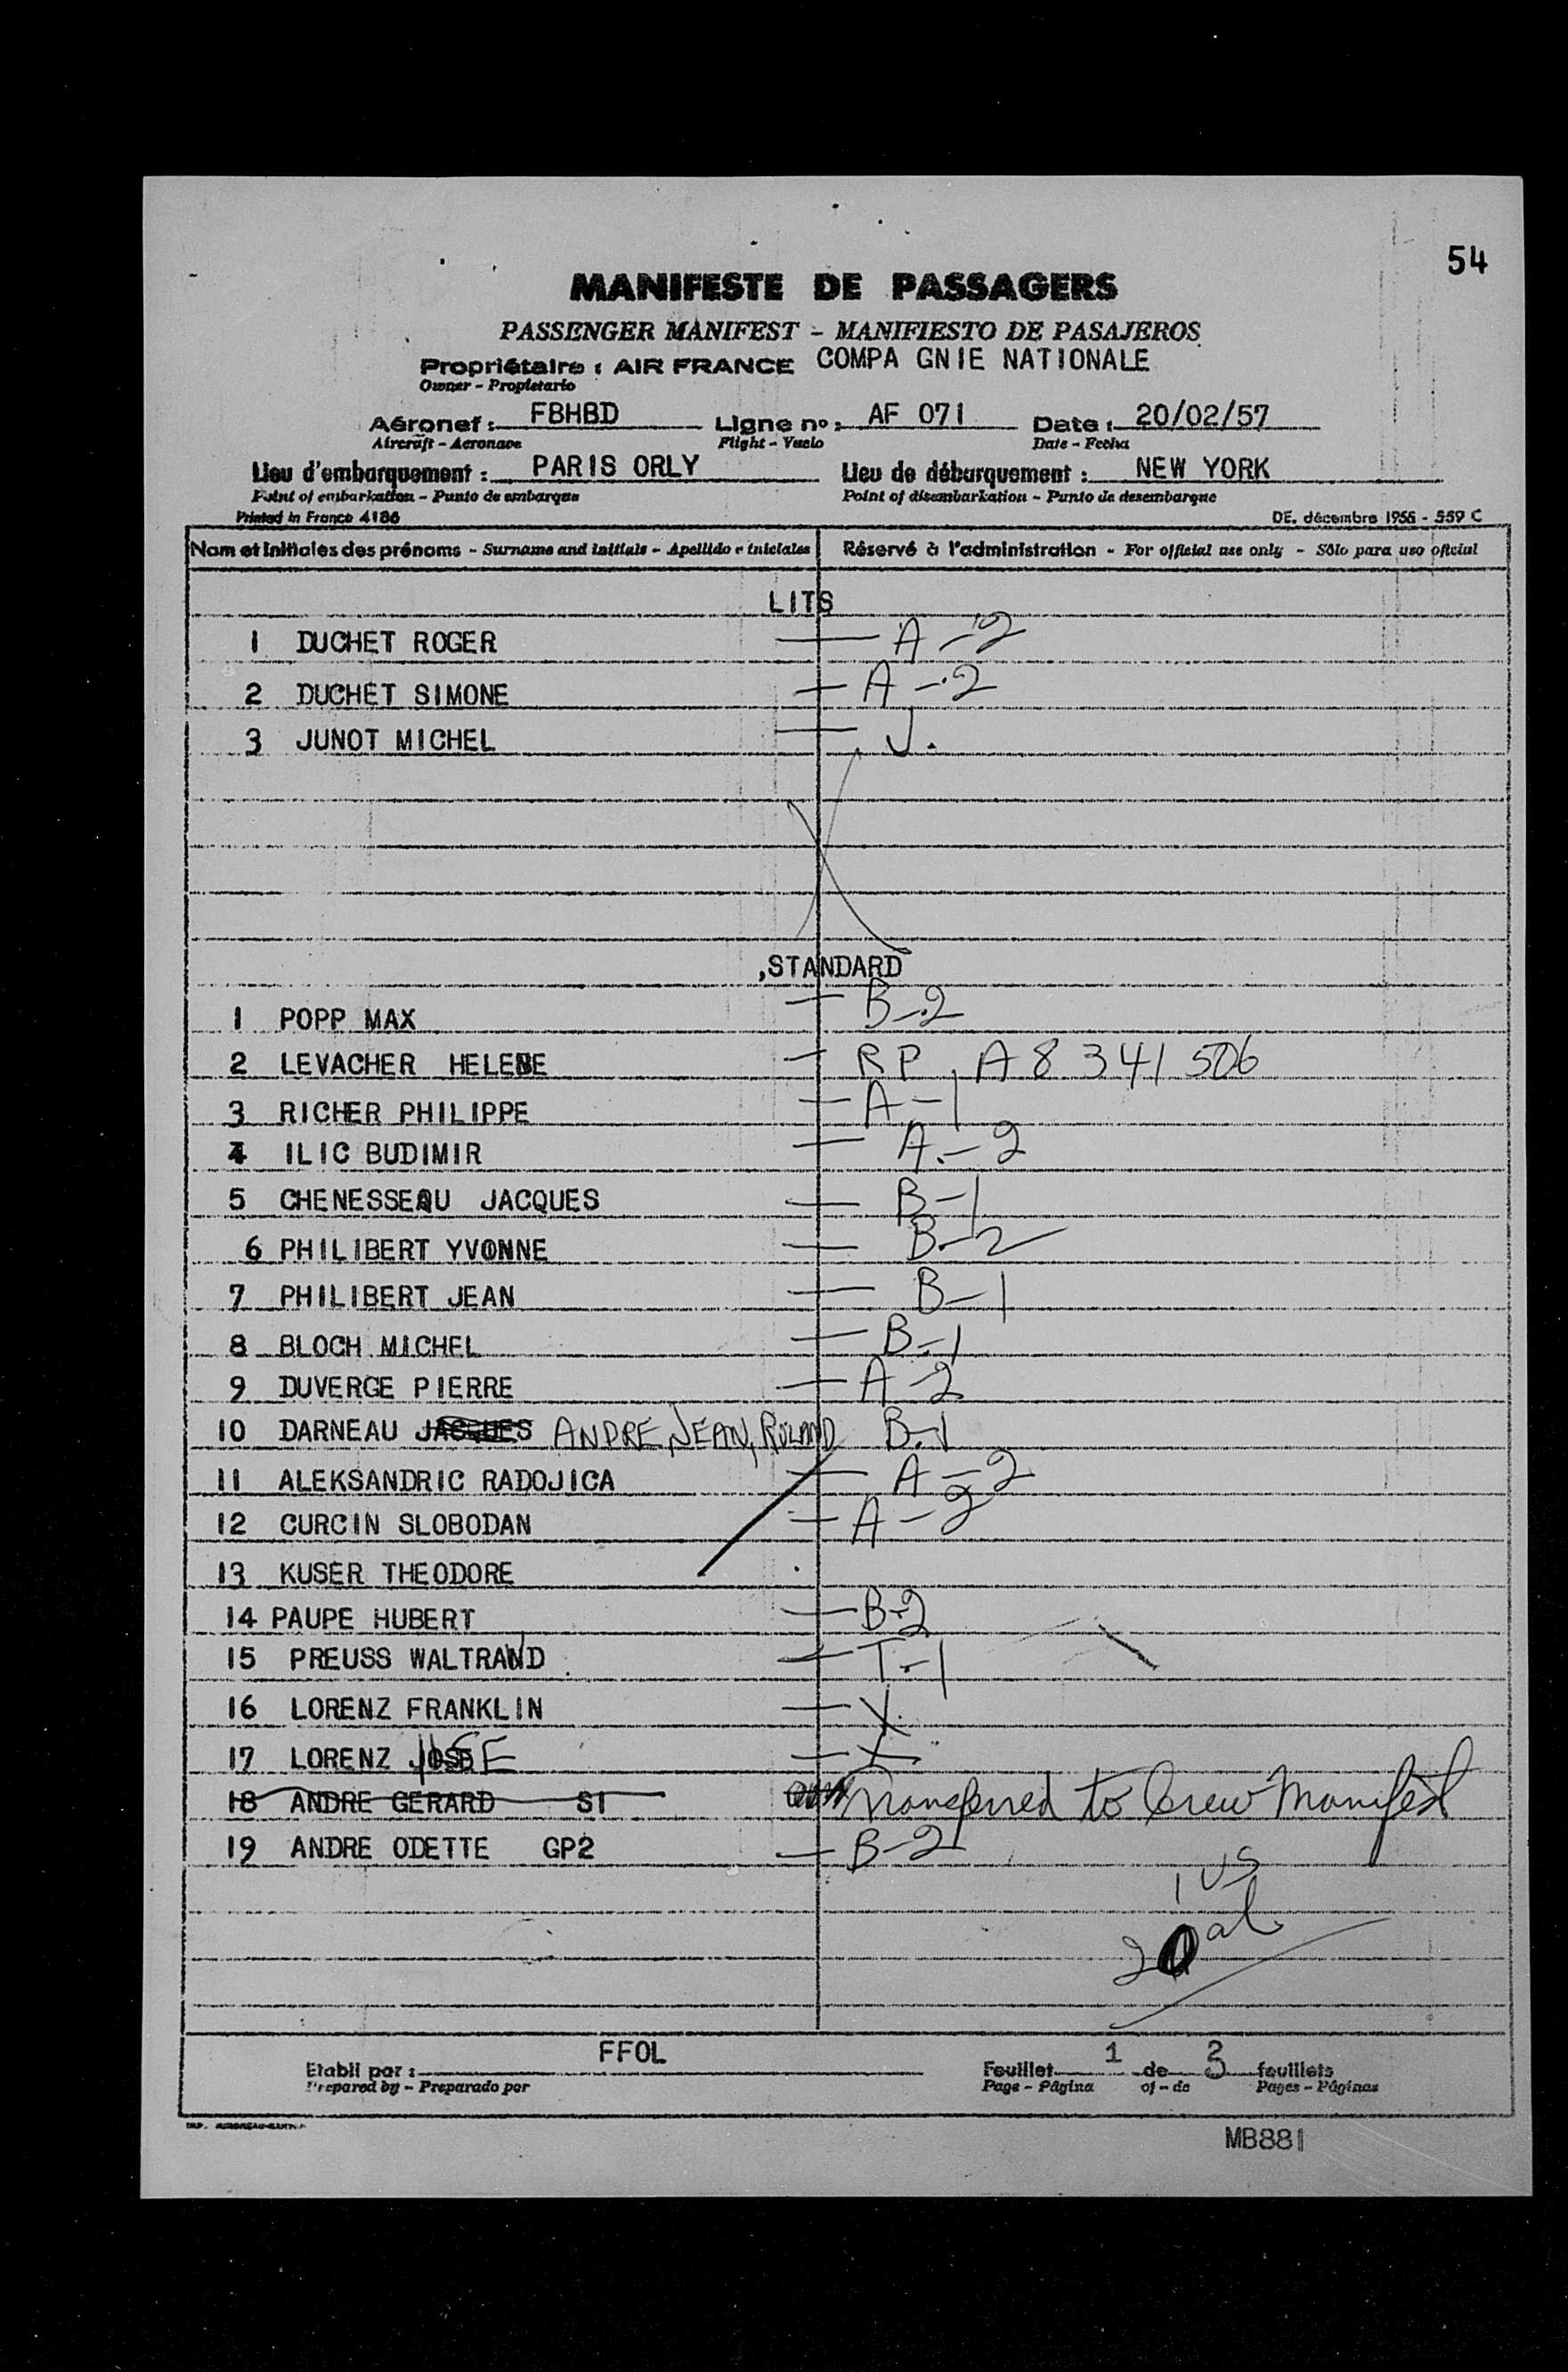 54
MANIFESTE DE PASSAGERS
PASSENGER MANIFEST - MANIFIESTO DE PASAJEROS
Propriétaire : AIR FRANCE COMPA GNIE NATIONALE
Owner - Propietario
Aéronef : FBHBD Ligne no : AF 071 Date : 20/02/57
Aircraft - Aeronave Flight - Vuelo Date - Fecha
Lieu d'embarquement : PARIS ORLY Lieu de débarquement : NEW YORK
Point of embarkation - Punto de embarque Point of disembarkation - Punto de desembarque
Printed in France 4186 DE. décembre 1956 - 559 C
Nom et initiales des prénoms - Surname and initials - Apellido e iniciales Réservé à l'administration - For official use only - Sólo para uso oficial
LITS
1 DUCHET ROGER — A-2
2 DUCHET SIMONE — A-2
3 JUNOT MICHEL — J.
STANDARD
1 POPP MAX — B-2
2 LEVACHER HELENE — RP, A8 341 506
3 RICHER PHILIPPE — A-1
4 ILIC BUDIMIR — A-2
5 CHENESSEAU JACQUES — B-1
6 PHILIBERT YVONNE — B-2
7 PHILIBERT JEAN — B-1
8 BLOCH MICHEL — B-1
9 DUVERGE PIERRE — A-2
10 DARNEAU JACQUES ANDRE, JEAN, ROLAND B-1
11 ALEKSANDRIC RADOJICA — A-2
12 CURCIN SLOBODAN — A-2
13 KUSER THEODORE
14 PAUPE HUBERT — B-2
15 PREUSS WALTRAUD — T-1
16 LORENZ FRANKLIN —
17 LORENZ ILSE —
18 ANDRE GERARD S1 Transferred to Crew Manifest
19 ANDRE ODETTE GP2 — B-2
1 US
20 al
Etabli par : FFOL Feuillet 1 de feuillets
Prepared by - Preparado por Page - Página of - de Pages - Páginas
MB881